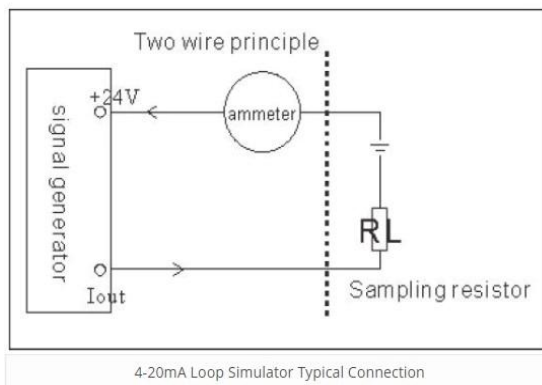 Two wire principle
+24V
ammeter
signal generator
RL
Iout
Sampling resistor
4-20mA Loop Simulator Typical Connection